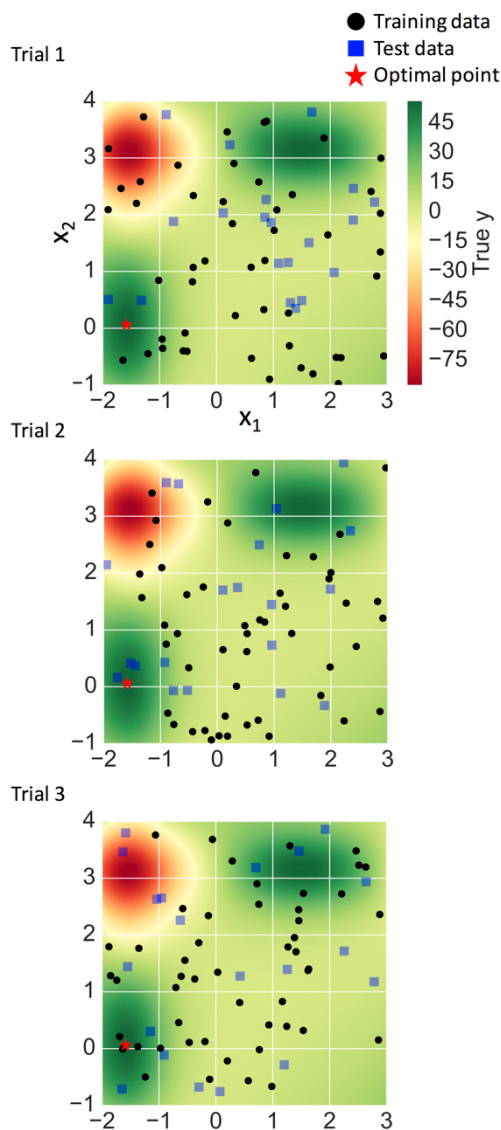 Training data
Test data
Optimal point
Trial 1
4
3
2
1
0
−1
x₂
−2 −1 0 1 2 3
x₁
45
30
15
0
−15
−30
−45
−60
−75
True y
Trial 2
4
3
2
1
0
−1
−2 −1 0 1 2 3
Trial 3
4
3
2
1
0
−1
−2 −1 0 1 2 3